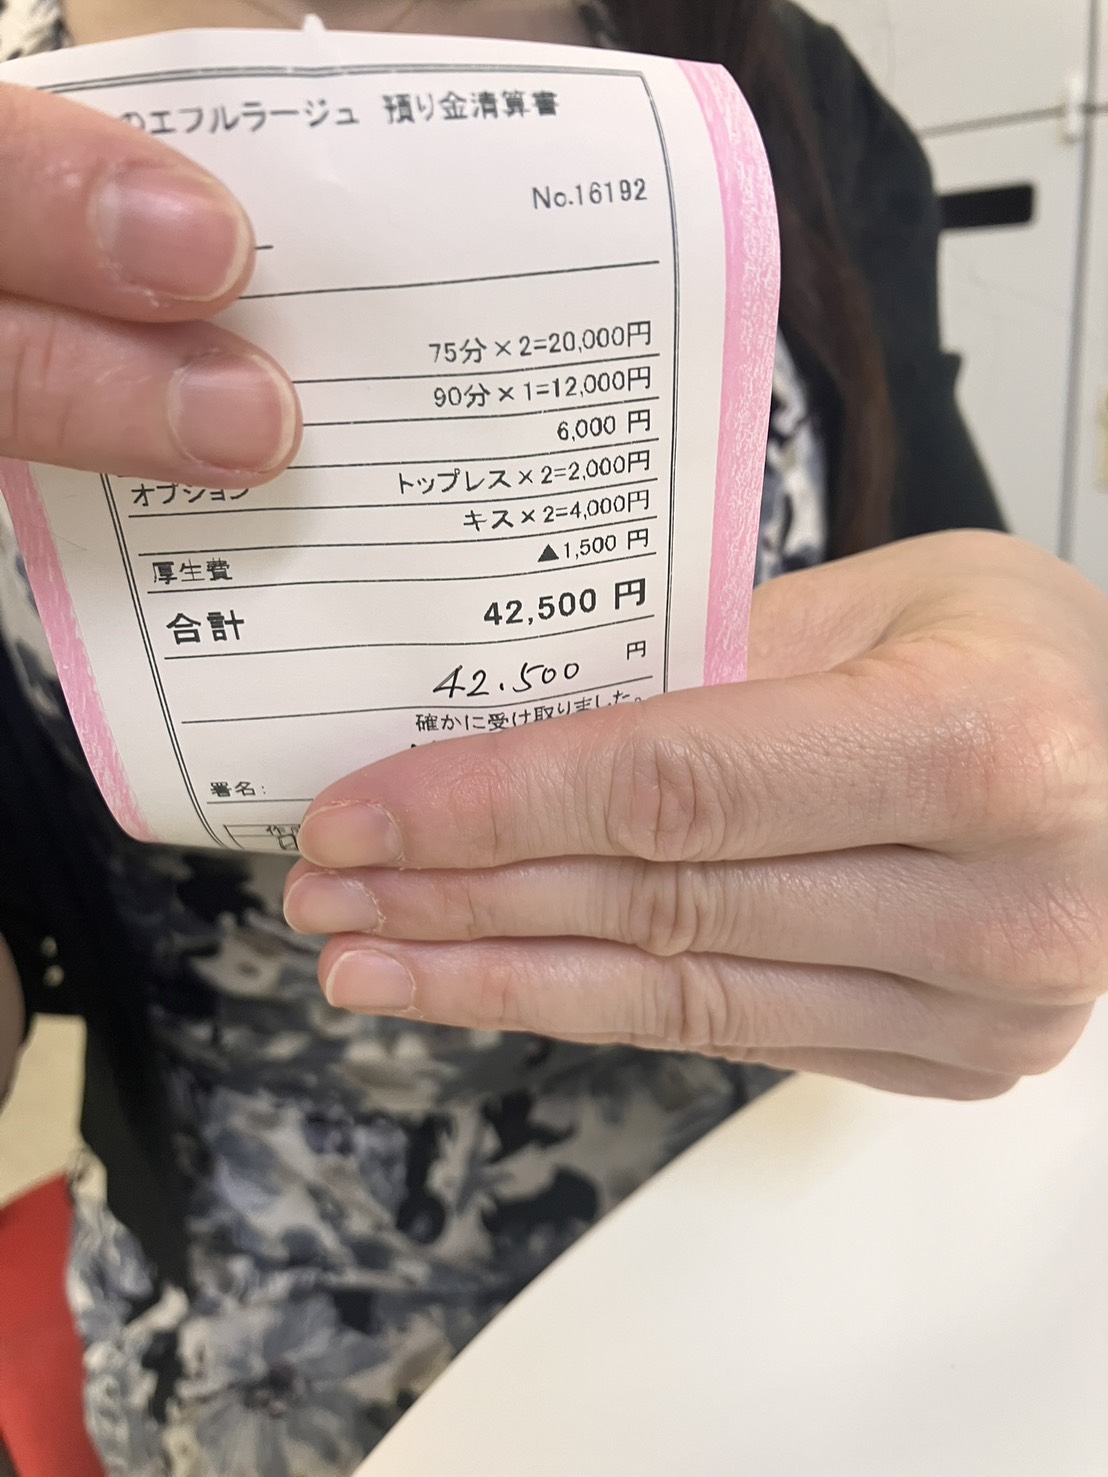 のエフルラージュ 預り金清算書
No.16192
75分×2=20,000円
90分×1=12,000円
6,000 円
オプション トップレス×2=2,000円
キス×2=4,000円
厚生費 ▲1,500 円
合計 42,500 円
42.500 円
確かに受け取りました。
署名: